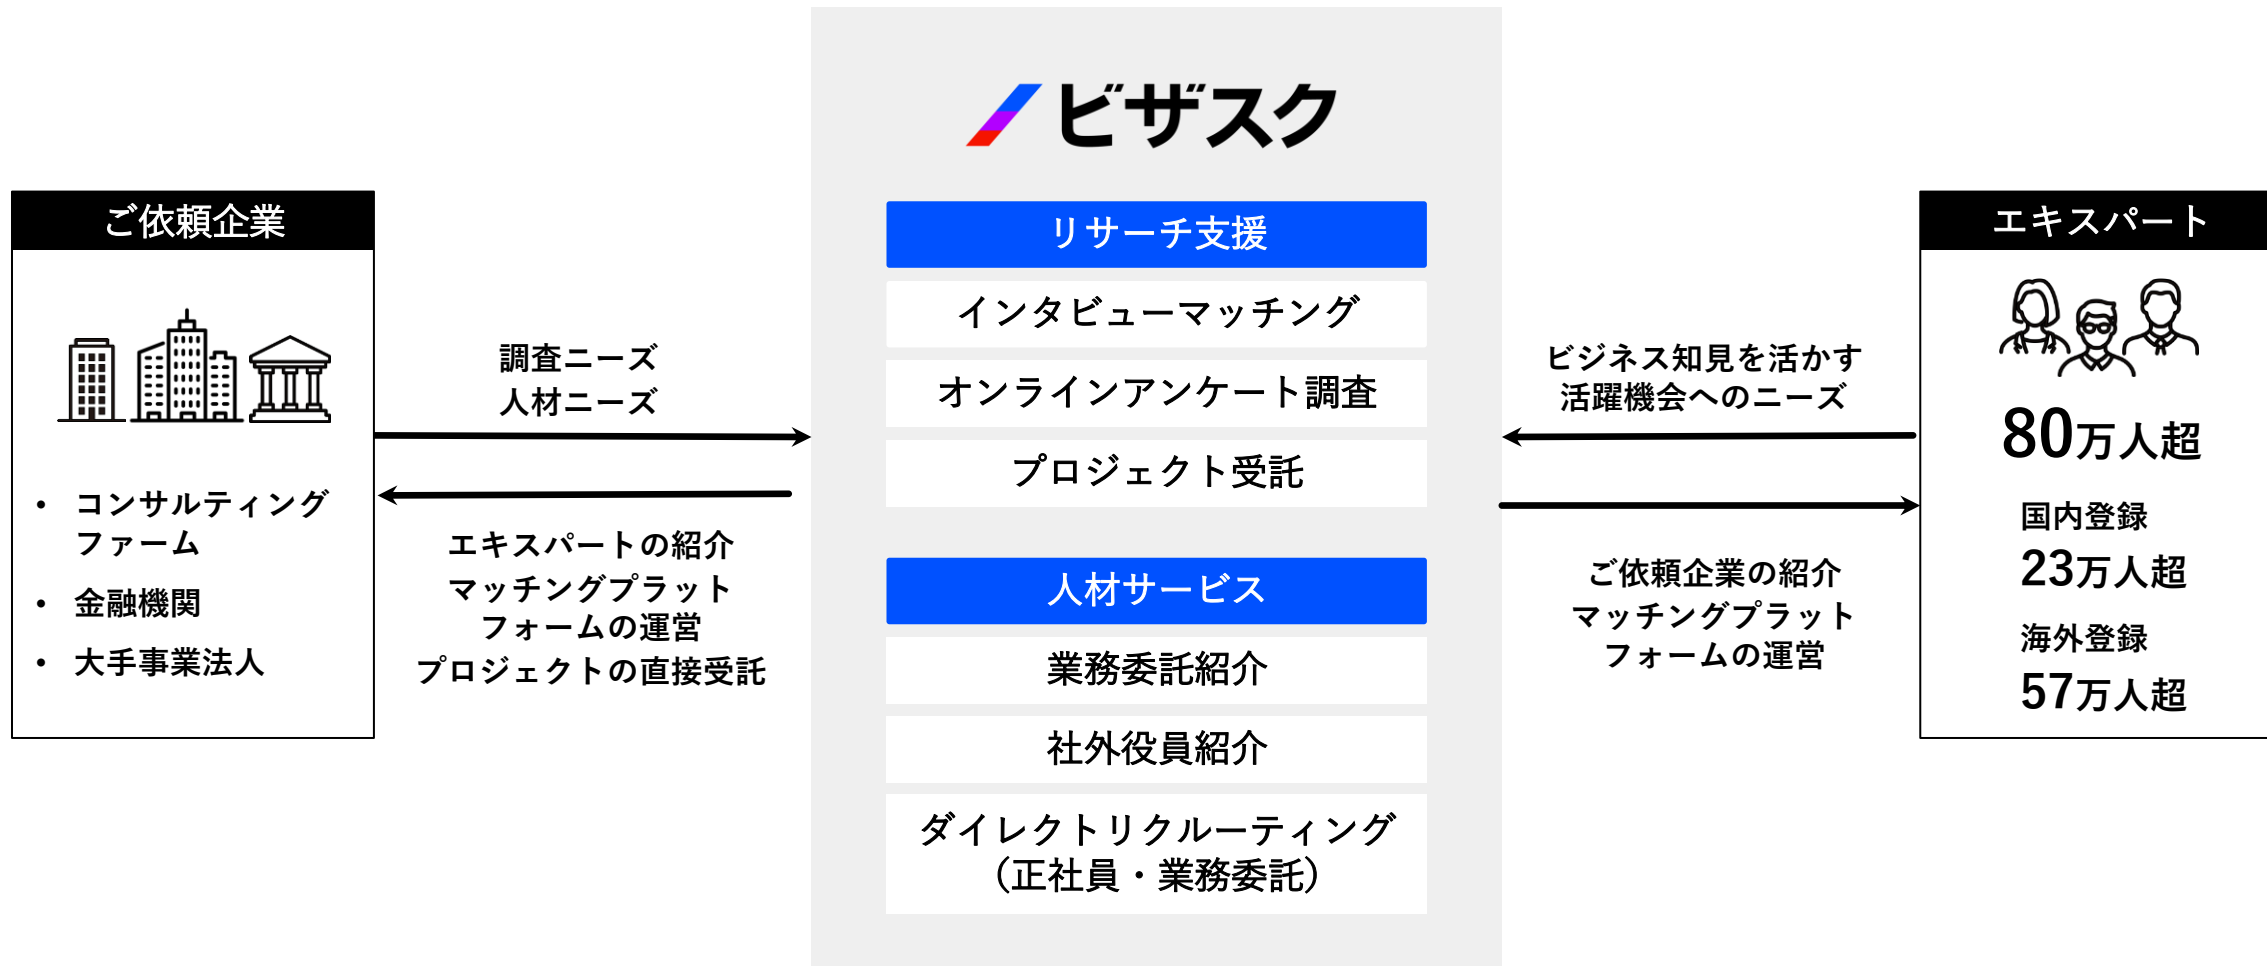 ご依頼企業
• コンサルティング
ファーム
• 金融機関
• 大手事業法人
調査ニーズ
人材ニーズ
エキスパートの紹介
マッチングプラット
フォームの運営
プロジェクトの直接受託
ビザスク
リサーチ支援
インタビューマッチング
オンラインアンケート調査
プロジェクト受託
人材サービス
業務委託紹介
社外役員紹介
ダイレクトリクルーティング
（正社員・業務委託）
ビジネス知見を活かす
活躍機会へのニーズ
ご依頼企業の紹介
マッチングプラット
フォームの運営
エキスパート
80万人超
国内登録
23万人超
海外登録
57万人超